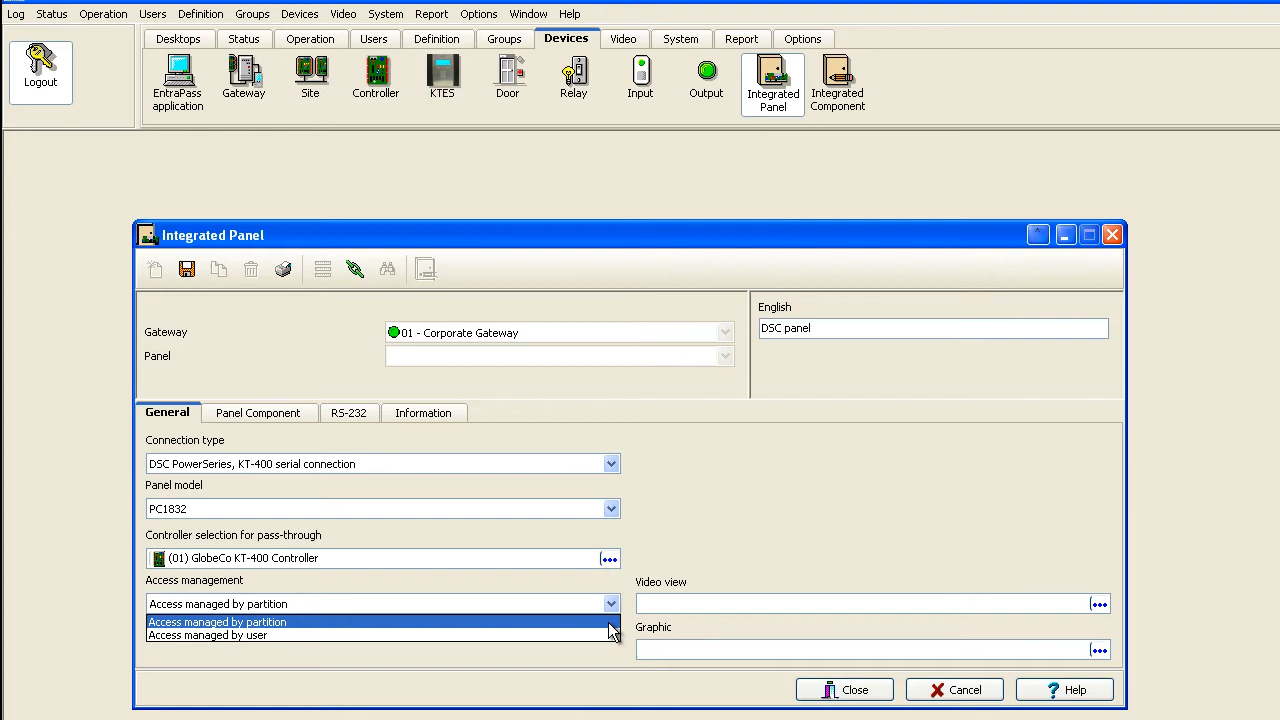 Log Status Operation Users Definition Groups Devices Video System Report Options Window Help
Desktops Status Operation Users Definition Groups Devices Video System Report Options
Logout
EntraPass application
Gateway
Site
Controller
KTES
Door
Relay
Input
Output
Integrated Panel
Integrated Component
Integrated Panel
Gateway
01 - Corporate Gateway
Panel
English
DSC panel
General Panel Component RS-232 Information
Connection type
DSC PowerSeries, KT-400 serial connection
Panel model
PC1832
Controller selection for pass-through
(01) GlobeCo KT-400 Controller
Access management
Access managed by partition
Access managed by partition
Access managed by user
Video view
Graphic
Close Cancel Help